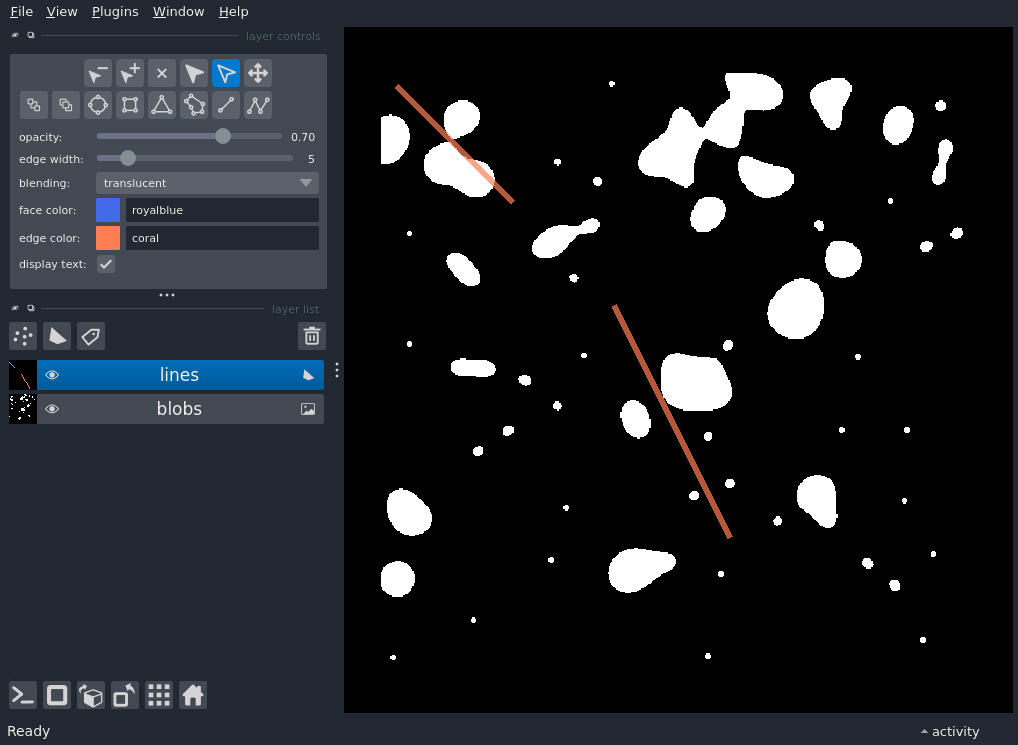 File View Plugins Window Help
layer controls
opacity: 0.70
edge width: 5
blending: translucent
face color: royalblue
edge color: coral
display text:
layer list
lines
blobs
Ready
activity